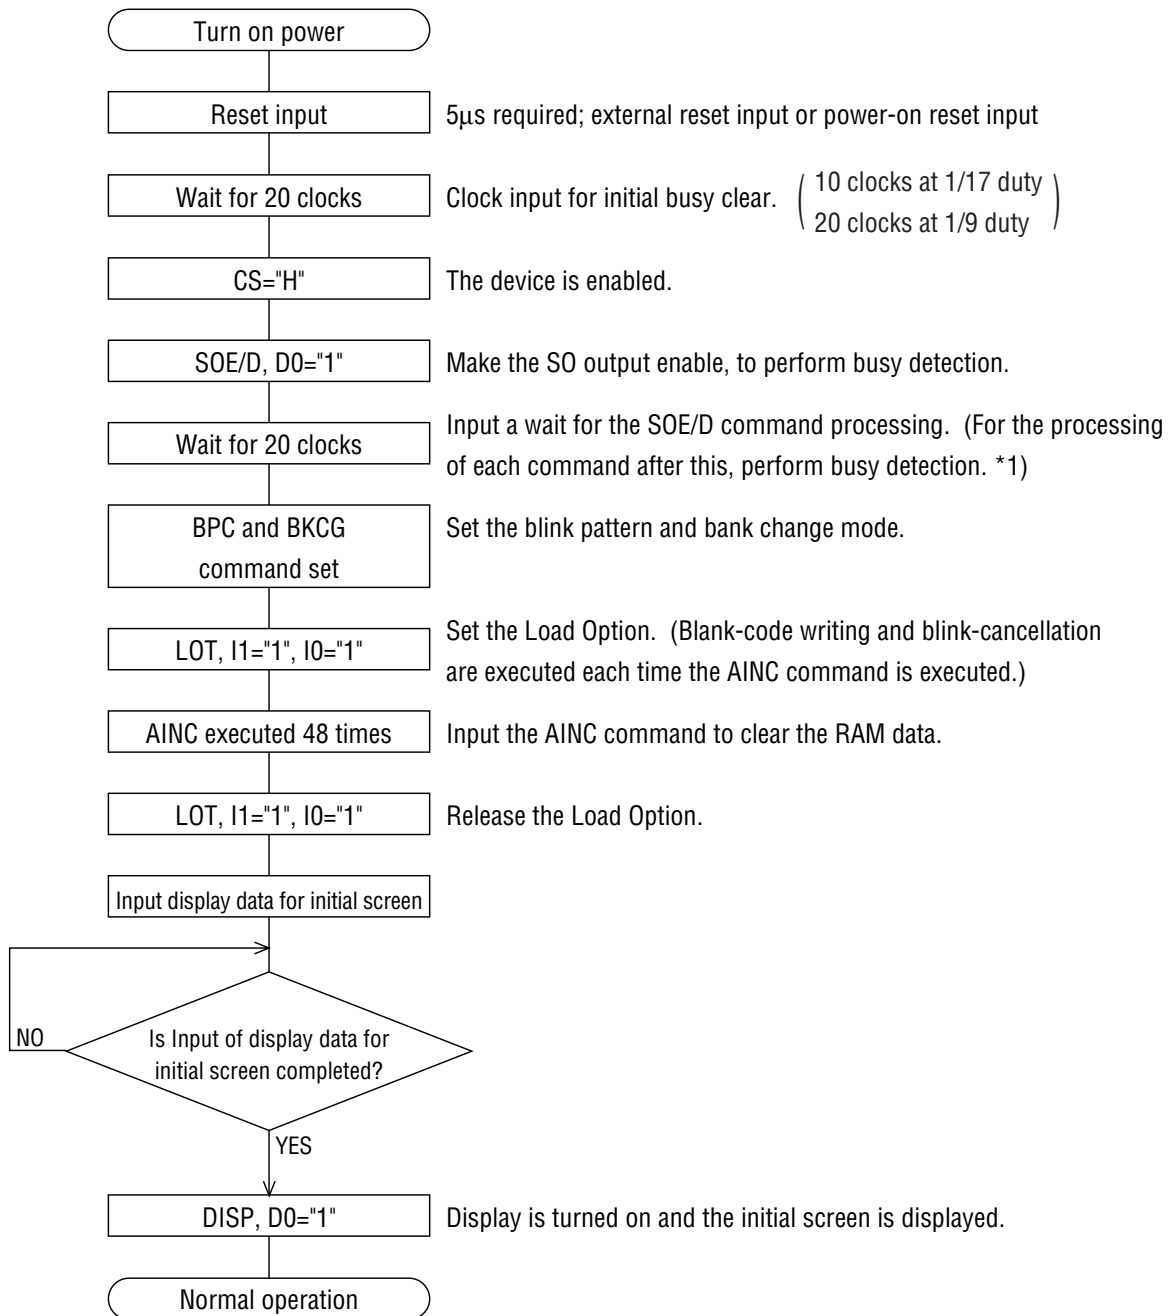 Turn on power
Reset input
5μs required; external reset input or power-on reset input
Wait for 20 clocks
Clock input for initial busy clear.
10 clocks at 1/17 duty
20 clocks at 1/9 duty
CS="H"
The device is enabled.
SOE/D, D0="1"
Make the SO output enable, to perform busy detection.
Wait for 20 clocks
Input a wait for the SOE/D command processing. (For the processing
of each command after this, perform busy detection. *1)
BPC and BKCG
command set
Set the blink pattern and bank change mode.
LOT, I1="1", I0="1"
Set the Load Option. (Blank-code writing and blink-cancellation
are executed each time the AINC command is executed.)
AINC executed 48 times
Input the AINC command to clear the RAM data.
LOT, I1="1", I0="1"
Release the Load Option.
Input display data for initial screen
NO
Is Input of display data for
initial screen completed?
YES
DISP, D0="1"
Display is turned on and the initial screen is displayed.
Normal operation